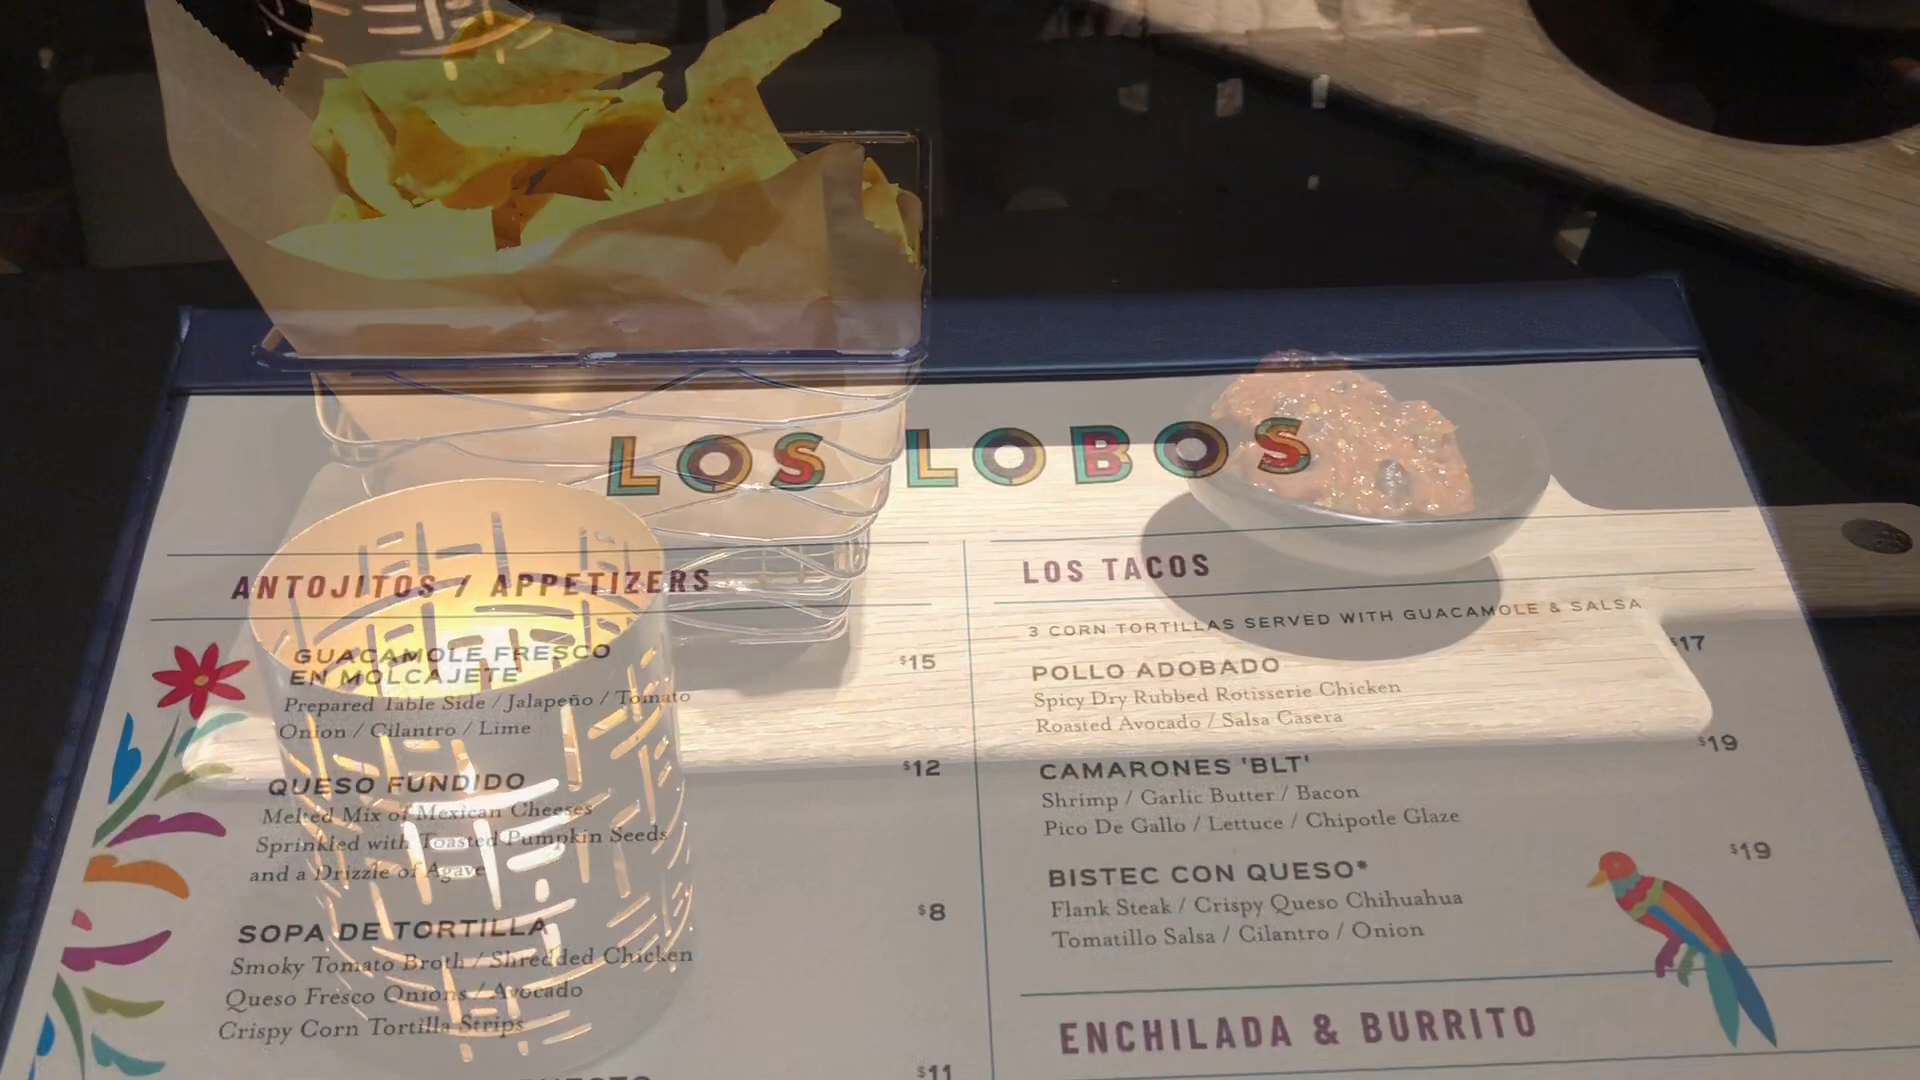 LOS LOBOS
ANTOJITOS / APPETIZERS
GUACAMOLE FRESCO
EN MOLCAJETE
$15
Prepared Table Side / Jalapeño / Tomato
Onion / Cilantro / Lime
QUESO FUNDIDO
$12
Melted Mix of Mexican Cheeses
Sprinkled with Toasted Pumpkin Seeds
and a Drizzle of Agave
SOPA DE TORTILLA
$8
Smoky Tomato Broth / Shredded Chicken
Queso Fresco Onions / Avocado
Crispy Corn Tortilla Strips
$11
LOS TACOS
3 CORN TORTILLAS SERVED WITH GUACAMOLE & SALSA
POLLO ADOBADO
$17
Spicy Dry Rubbed Rotisserie Chicken
Roasted Avocado / Salsa Casera
CAMARONES 'BLT'
$19
Shrimp / Garlic Butter / Bacon
Pico De Gallo / Lettuce / Chipotle Glaze
BISTEC CON QUESO*
$19
Flank Steak / Crispy Queso Chihuahua
Tomatillo Salsa / Cilantro / Onion
ENCHILADA & BURRITO